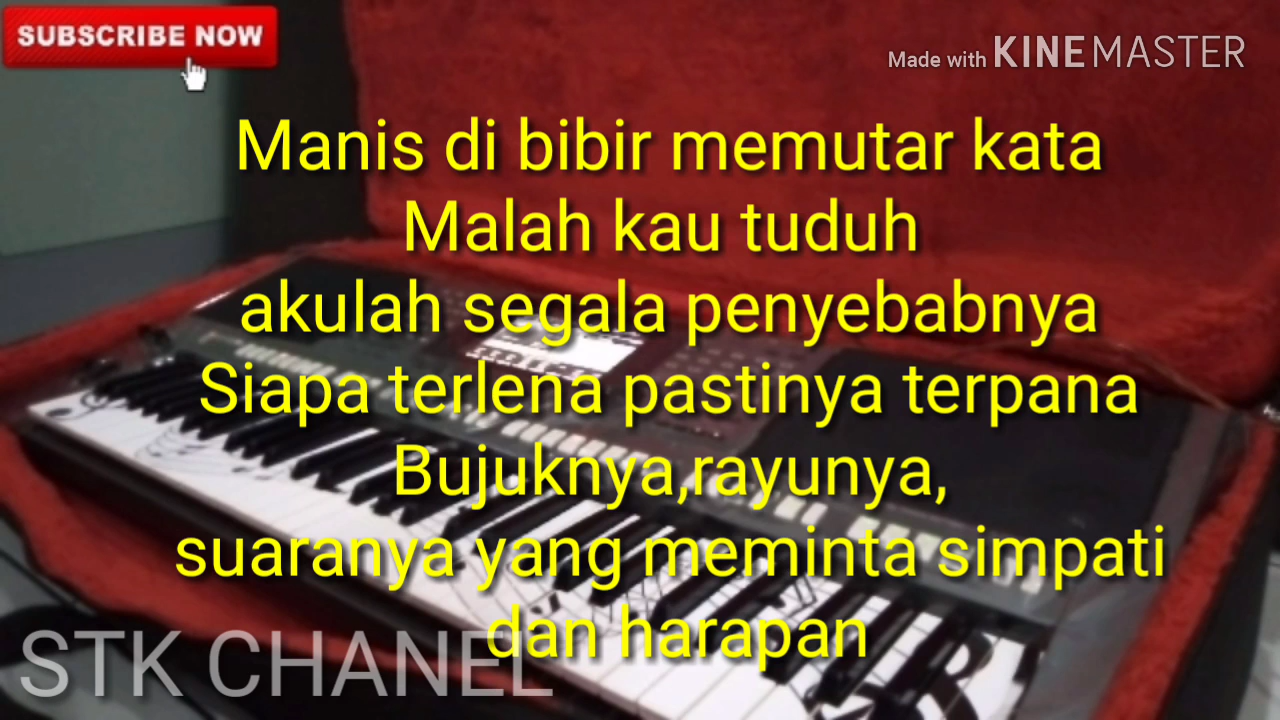 SUBSCRIBE NOW
Made with KINEMASTER
Manis di bibir memutar kata
Malah kau tuduh
akulah segala penyebabnya
Siapa terlena pastinya terpana
Bujuknya,rayunya,
suaranya yang meminta simpati
dan harapan
STK CHANEL